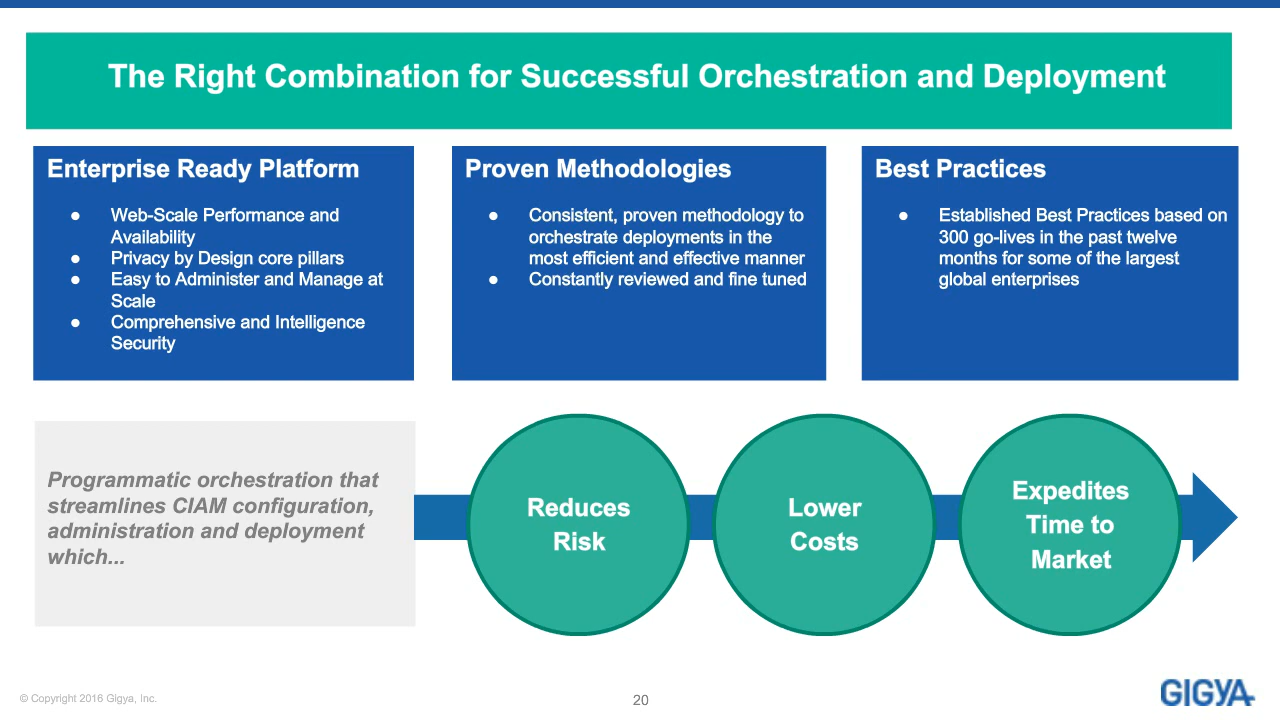 The Right Combination for Successful Orchestration and Deployment
Enterprise Ready Platform
● Web-Scale Performance and
Availability
● Privacy by Design core pillars
● Easy to Administer and Manage at
Scale
● Comprehensive and Intelligence
Security
Proven Methodologies
● Consistent, proven methodology to
orchestrate deployments in the
most efficient and effective manner
● Constantly reviewed and fine tuned
Best Practices
● Established Best Practices based on
300 go-lives in the past twelve
months for some of the largest
global enterprises
Programmatic orchestration that
streamlines CIAM configuration,
administration and deployment
which...
Reduces
Risk
Lower
Costs
Expedites
Time to
Market
© Copyright 2016 Gigya, Inc.
20
GIGYA